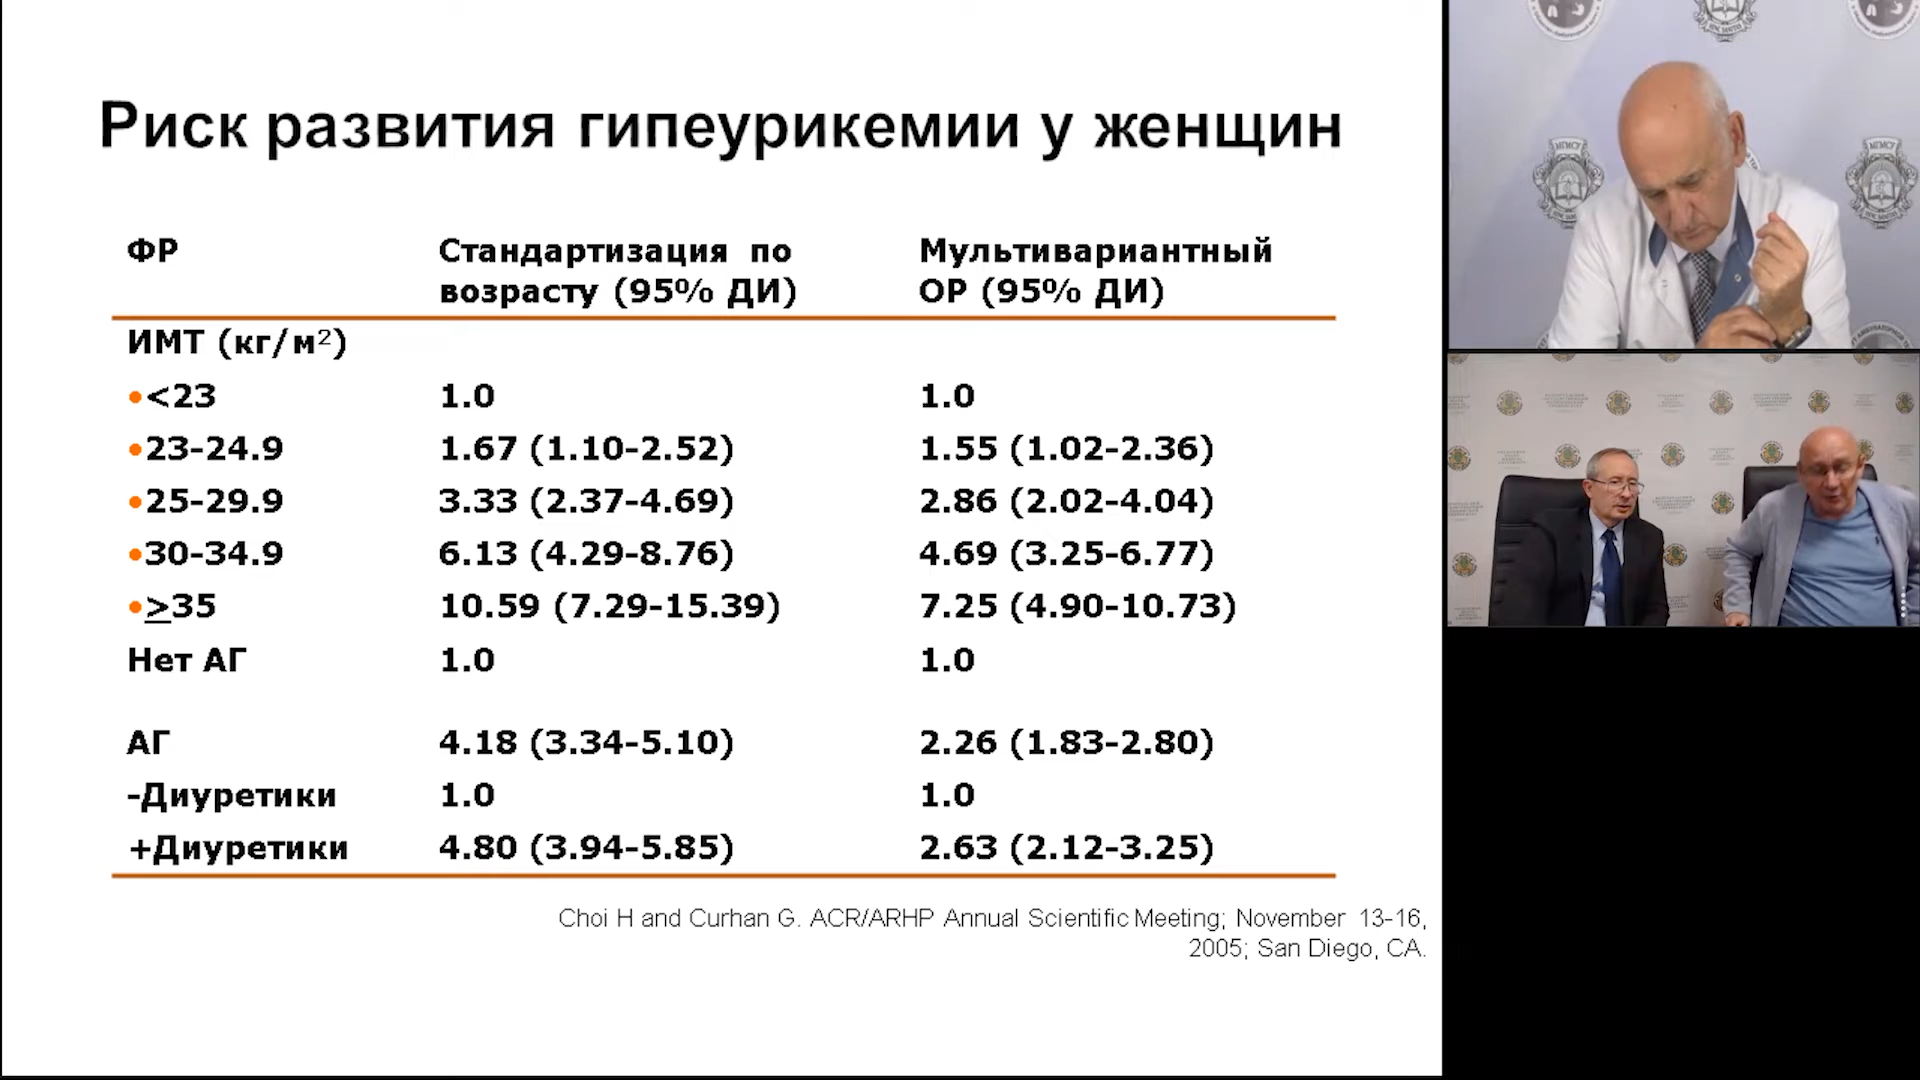 Риск развития гипеурикемии у женщин
ФР Стандартизация по Мультивариантный
возрасту (95% ДИ) ОР (95% ДИ)
ИМТ (кг/м²)
•<23 1.0 1.0
•23-24.9 1.67 (1.10-2.52) 1.55 (1.02-2.36)
•25-29.9 3.33 (2.37-4.69) 2.86 (2.02-4.04)
•30-34.9 6.13 (4.29-8.76) 4.69 (3.25-6.77)
•≥35 10.59 (7.29-15.39) 7.25 (4.90-10.73)
Нет АГ 1.0 1.0
АГ 4.18 (3.34-5.10) 2.26 (1.83-2.80)
-Диуретики 1.0 1.0
+Диуретики 4.80 (3.94-5.85) 2.63 (2.12-3.25)
Choi H and Curhan G. ACR/ARHP Annual Scientific Meeting; November 13-16,
2005; San Diego, CA.
МГМСУ
МГМСУ